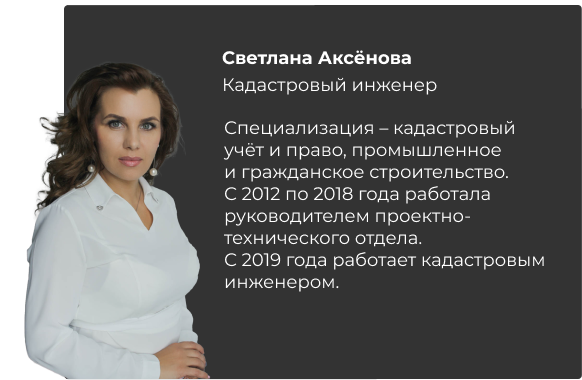 Светлана Аксёнова
Кадастровый инженер
Специализация – кадастровый
учёт и право, промышленное
и гражданское строительство.
С 2012 по 2018 года работала
руководителем проектно-
технического отдела.
С 2019 года работает кадастровым
инженером.